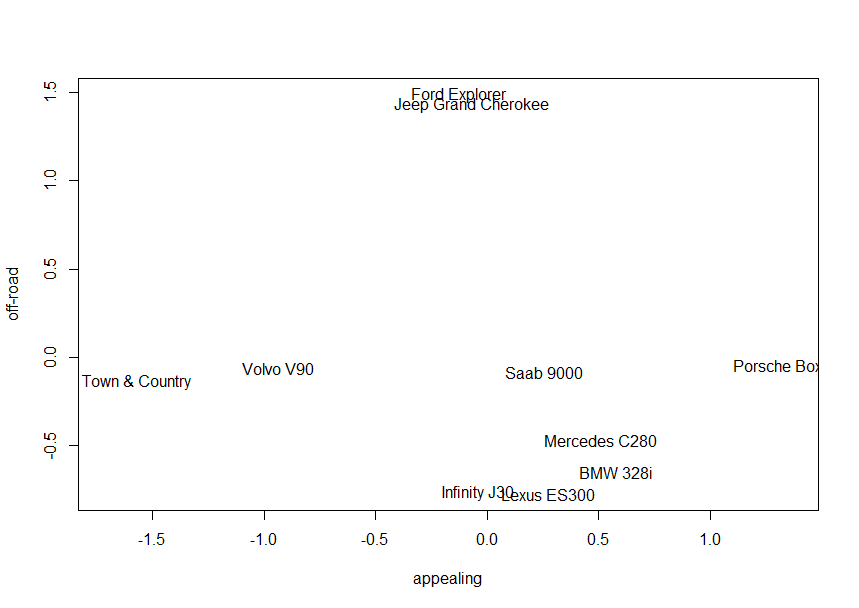 Ford Explorer
Jeep Grand Cherokee
1.5
1.0
0.5
0.0
-0.5
off-road
Town & Country
Volvo V90
Saab 9000
Porsche Box
Mercedes C280
BMW 328i
Infinity J30
Lexus ES300
-1.5 -1.0 -0.5 0.0 0.5 1.0
appealing